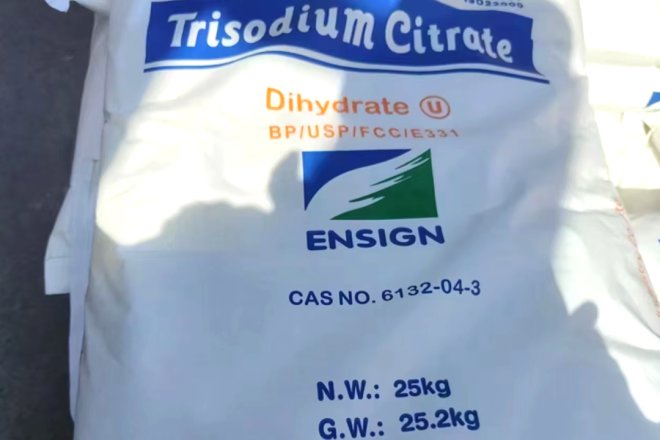 Trisodium Citrate
Dihydrate U
BP/USP/FCC/E331
ENSIGN
CAS NO. 6132-04-3
N.W.: 25kg
G.W.: 25.2kg